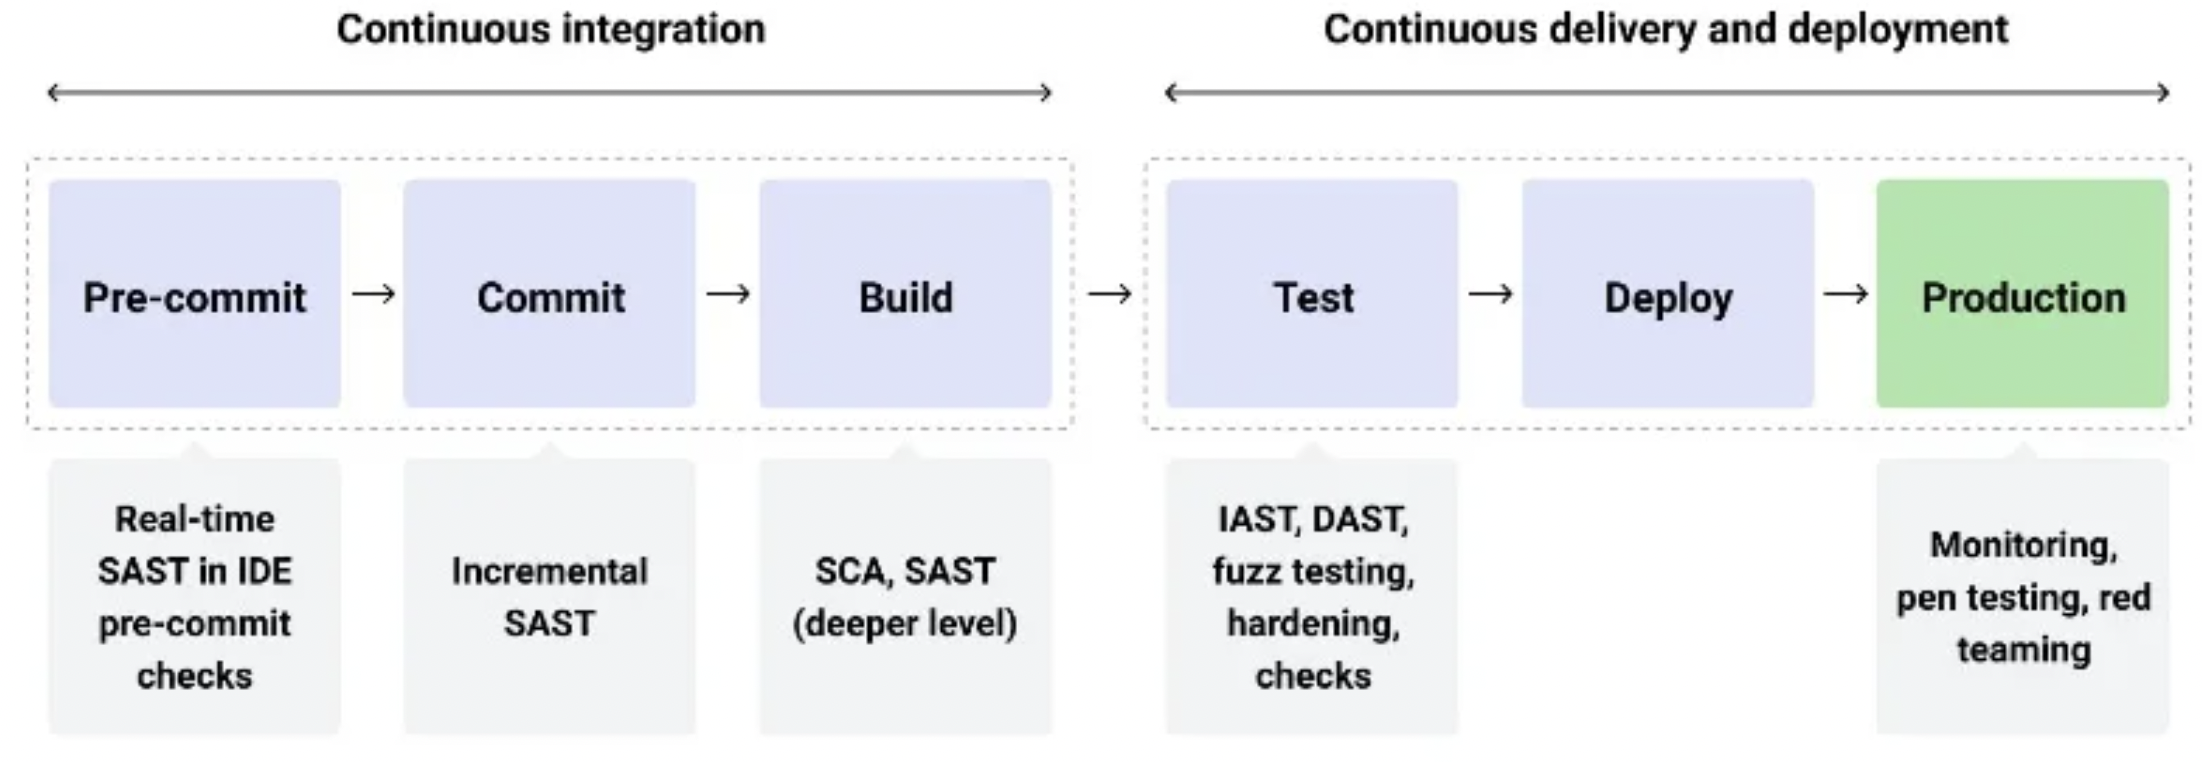 Continuous integration
Continuous delivery and deployment
Pre-commit
Commit
Build
Test
Deploy
Production
Real-time
SAST in IDE
pre-commit
checks
Incremental
SAST
SCA, SAST
(deeper level)
IAST, DAST,
fuzz testing,
hardening,
checks
Monitoring,
pen testing, red
teaming